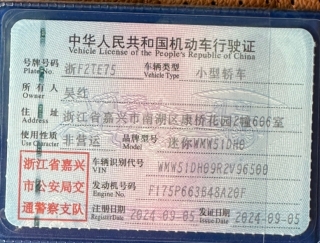 中华人民共和国机动车行驶证
Vehicle License of the People's Republic of China
号牌号码 浙F2TE75 车辆类型 小型轿车
Plate No. Vehicle Type
所有人 吴红
Owner
住址 浙江省嘉兴市南湖区康桥花园2幢606室
Address
使用性质 非营运 品牌型号 迷你WMW51DH0
Use Character Model
浙江省嘉兴 车辆识别代号 WMW51DH09R2V96500
VIN
市公安局交 发动机号码 F175P663B48A20F
Engine No.
通警察支队 注册日期 2024-09-05 发证日期 2024-09-05
Register Date Issue Date